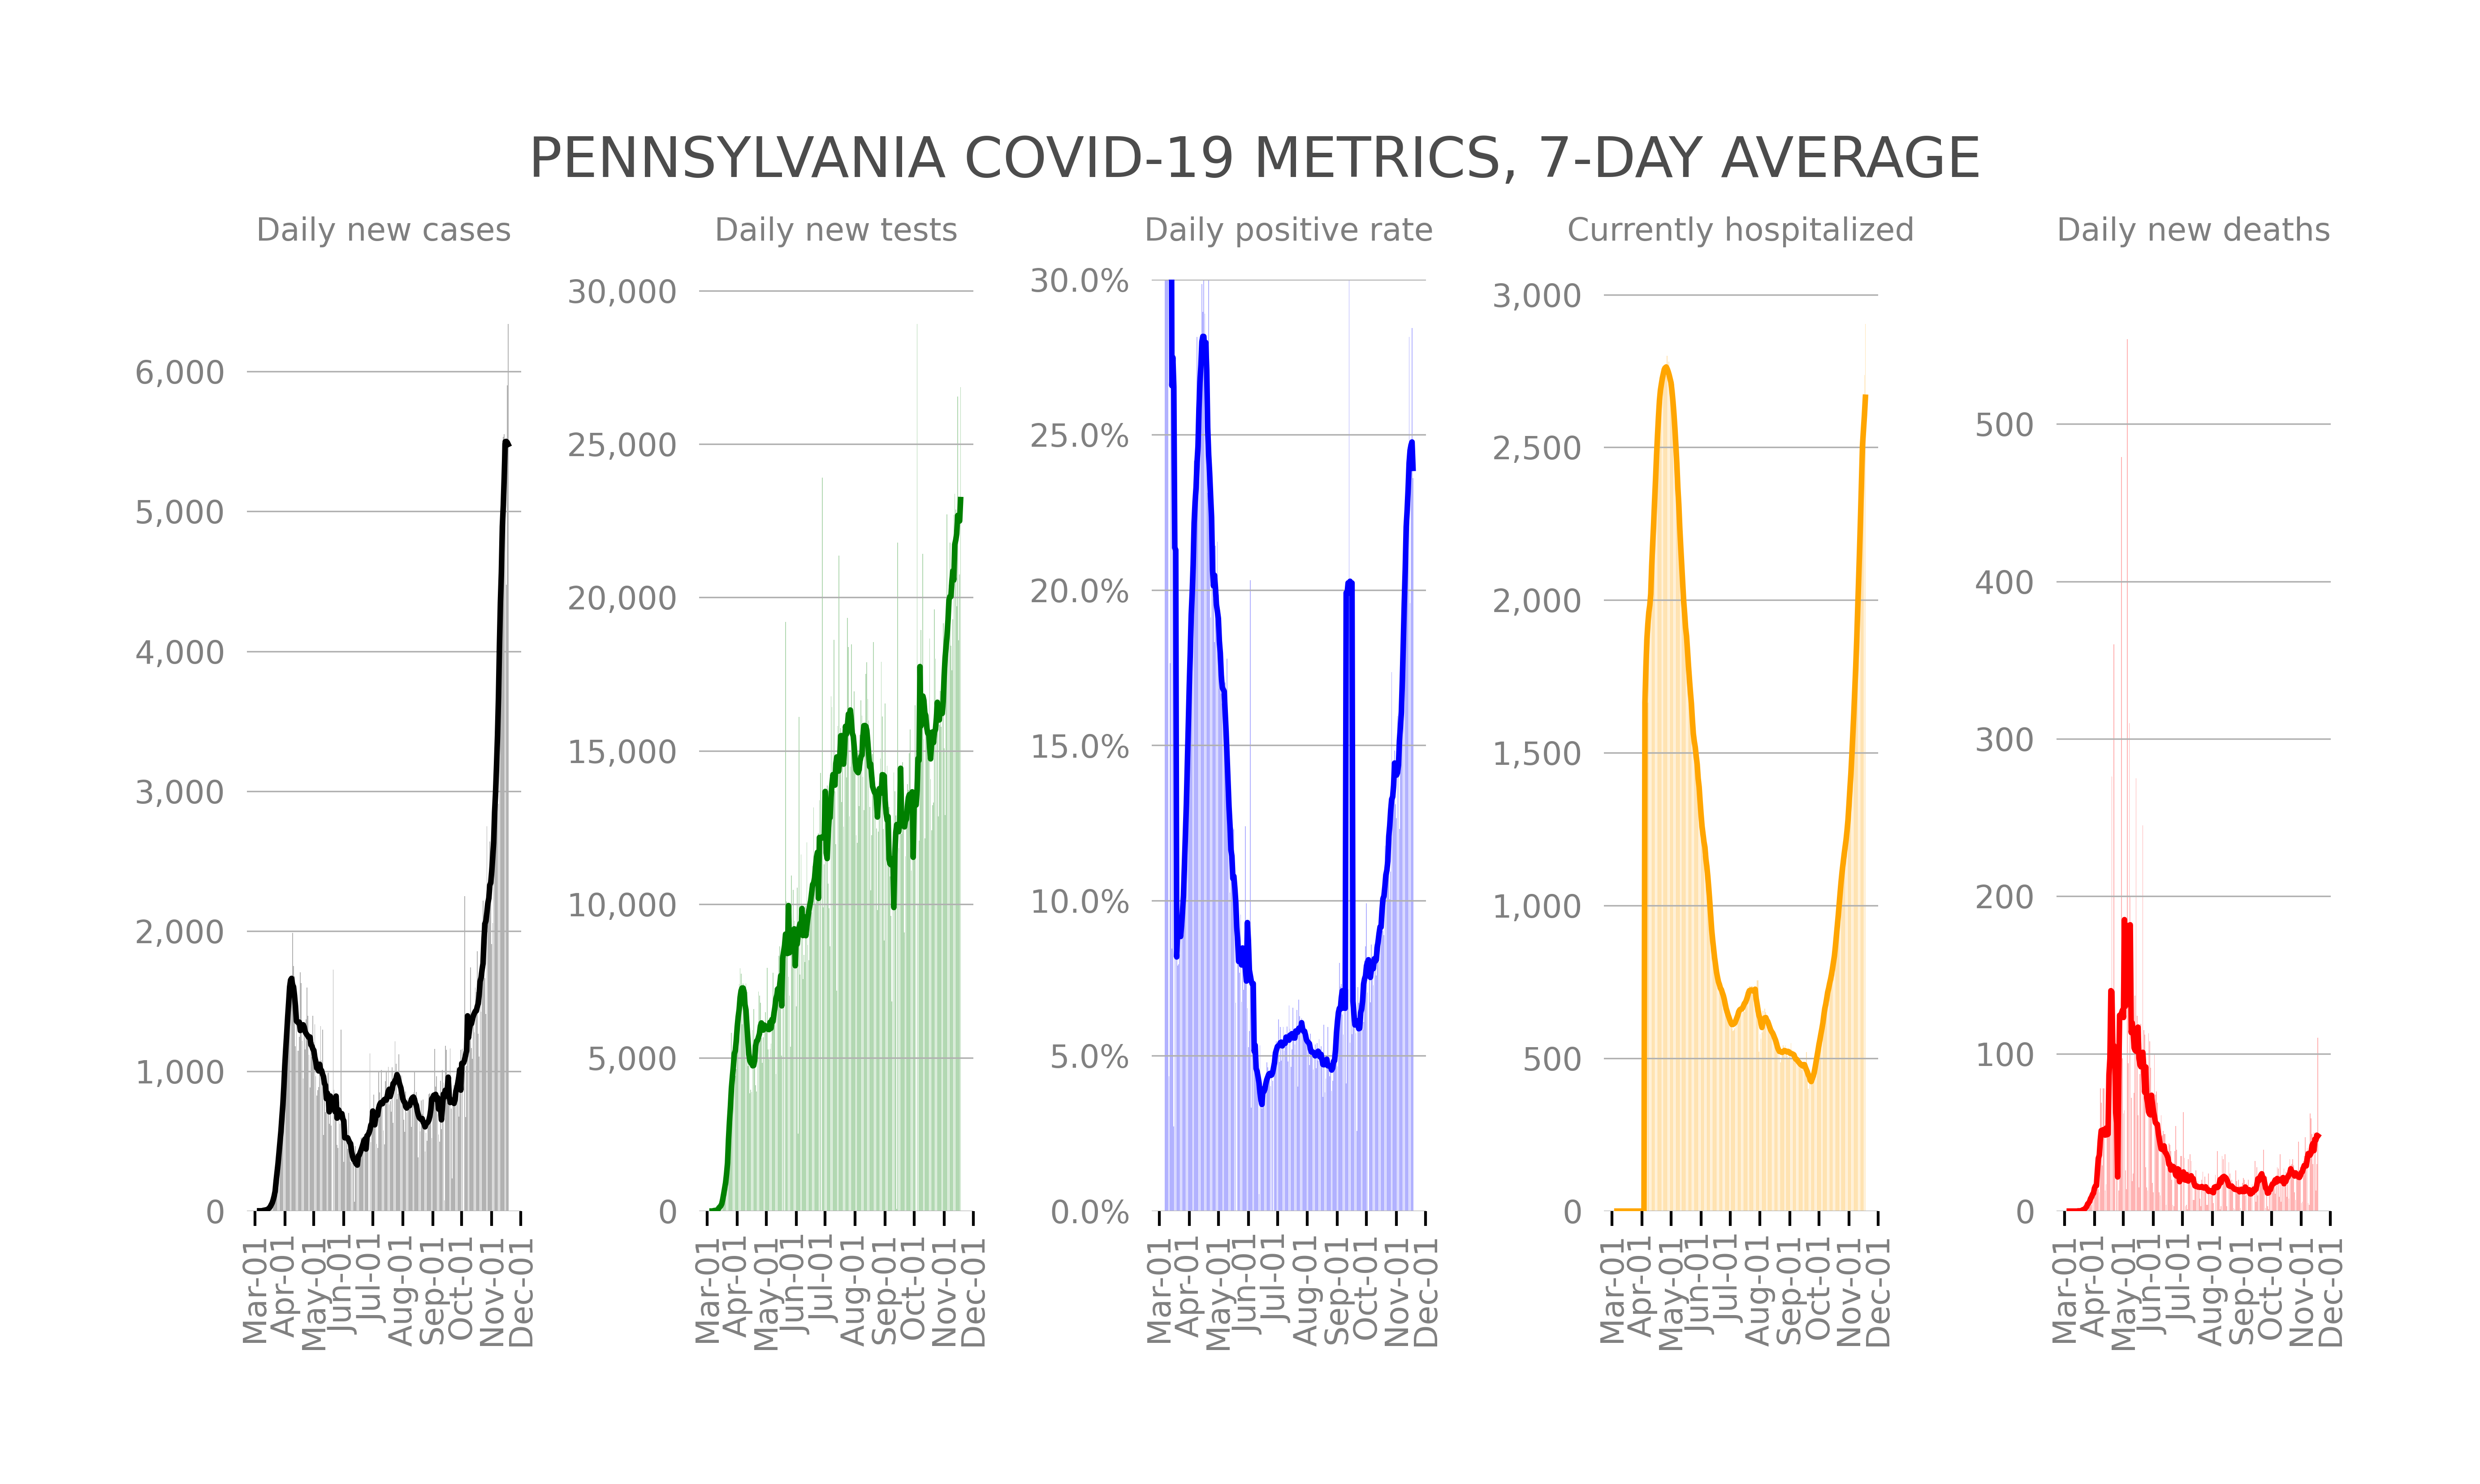 PENNSYLVANIA COVID-19 METRICS, 7-DAY AVERAGE
Daily new cases
6,000
5,000
4,000
3,000
2,000
1,000
0
Mar-01
Apr-01
May-01
Jun-01
Jul-01
Aug-01
Sep-01
Oct-01
Nov-01
Dec-01
Daily new tests
30,000
25,000
20,000
15,000
10,000
5,000
0
Mar-01
Apr-01
May-01
Jun-01
Jul-01
Aug-01
Sep-01
Oct-01
Nov-01
Dec-01
Daily positive rate
30.0%
25.0%
20.0%
15.0%
10.0%
5.0%
0.0%
Mar-01
Apr-01
May-01
Jun-01
Jul-01
Aug-01
Sep-01
Oct-01
Nov-01
Dec-01
Currently hospitalized
3,000
2,500
2,000
1,500
1,000
500
0
Mar-01
Apr-01
May-01
Jun-01
Jul-01
Aug-01
Sep-01
Oct-01
Nov-01
Dec-01
Daily new deaths
500
400
300
200
100
0
Mar-01
Apr-01
May-01
Jun-01
Jul-01
Aug-01
Sep-01
Oct-01
Nov-01
Dec-01